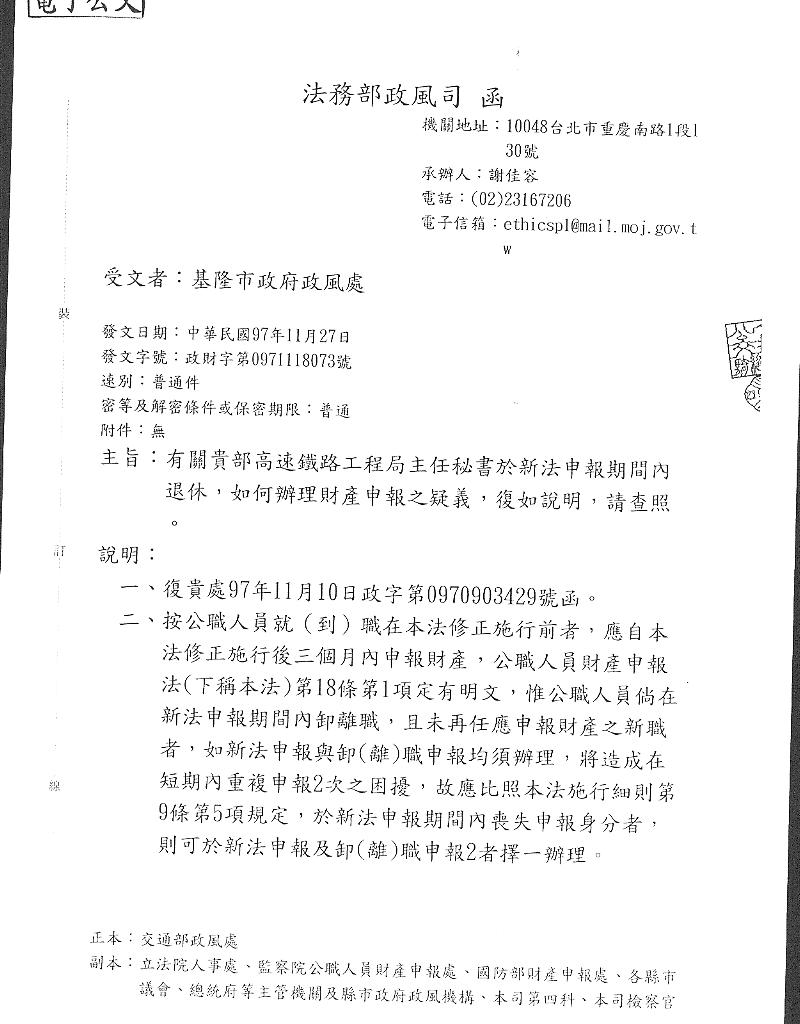 電子公文
法務部政風司 函
機關地址：10048台北市重慶南路1段1
30號
承辦人：謝佳容
電話：(02)23167206
電子信箱：ethicspl@mail.moj.gov.t
w
受文者：基隆市政府政風處
發文日期：中華民國97年11月27日
發文字號：政財字第0971118073號
速別：普通件
密等及解密條件或保密期限：普通
附件：無
主旨：有關貴部高速鐵路工程局主任秘書於新法申報期間內
退休，如何辦理財產申報之疑義，復如說明，請查照
。
說明：
一、復貴處97年11月10日政字第0970903429號函。
二、按公職人員就（到）職在本法修正施行前者，應自本
法修正施行後三個月內申報財產，公職人員財產申報
法(下稱本法)第18條第1項定有明文，惟公職人員倘在
新法申報期間內卸離職，且未再任應申報財產之新職
者，如新法申報與卸(離)職申報均須辦理，將造成在
短期內重複申報2次之困擾，故應比照本法施行細則第
9條第5項規定，於新法申報期間內喪失申報身分者，
則可於新法申報及卸(離)職申報2者擇一辦理。
正本：交通部政風處
副本：立法院人事處、監察院公職人員財產申報處、國防部財產申報處、各縣市
議會、總統府等主管機關及縣市政府政風機構、本司第四科、本司檢察官
裝
訂
線